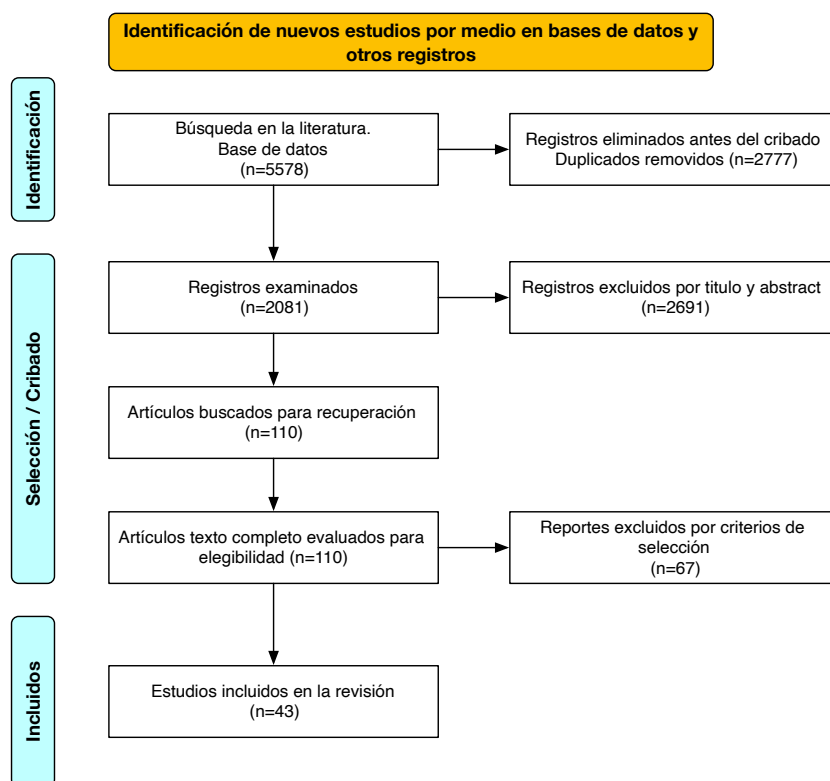 Identificación de nuevos estudios por medio en bases de datos y
otros registros
Identificación
Búsqueda en la literatura.
Base de datos
(n=5578)
Registros eliminados antes del cribado
Duplicados removidos (n=2777)
Selección / Cribado
Registros examinados
(n=2081)
Registros excluidos por titulo y abstract
(n=2691)
Artículos buscados para recuperación
(n=110)
Artículos texto completo evaluados para
elegibilidad (n=110)
Reportes excluidos por criterios de
selección
(n=67)
Incluidos
Estudios incluidos en la revisión
(n=43)